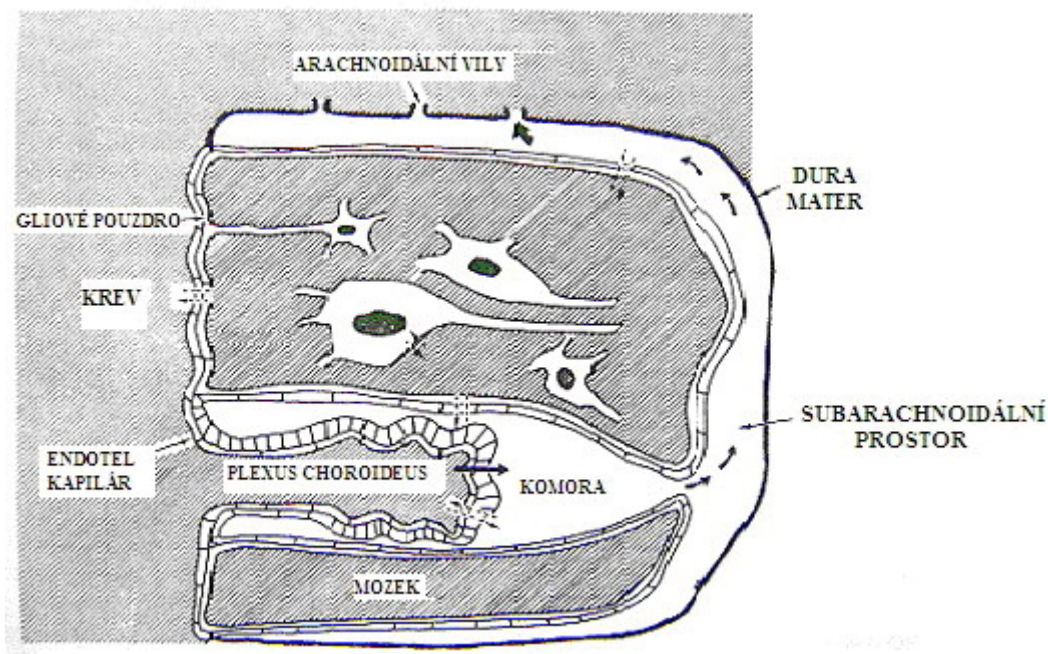 ARACHNOIDÁLNÍ VILY
DURA
MATER
GLIOVÉ POUZDRO
KREV
SUBARACHNOIDÁLNÍ
PROSTOR
ENDOTEL
KAPILÁR
PLEXUS CHOROIDEUS
KOMORA
MOZEK